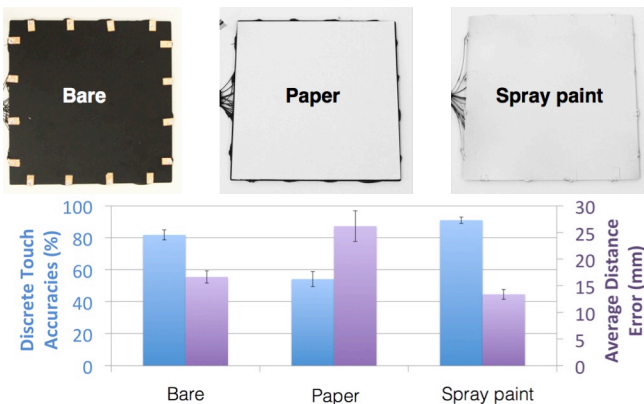 Bare
Paper
Spray paint
Discrete Touch
Accuracies (%)
100
80
60
40
20
0
30
25
20
15
10
5
0
Average Distance
Error (mm)
Bare
Paper
Spray paint